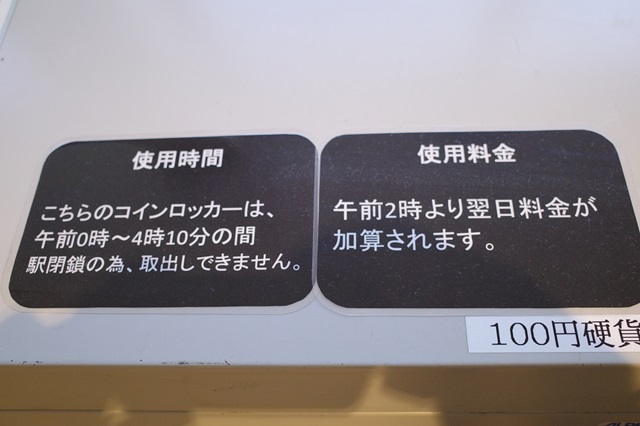 使用時間
こちらのコインロッカーは、
午前0時～4時10分の間
駅閉鎖の為、取出しできません。
使用料金
午前2時より翌日料金が
加算されます。
100円硬貨